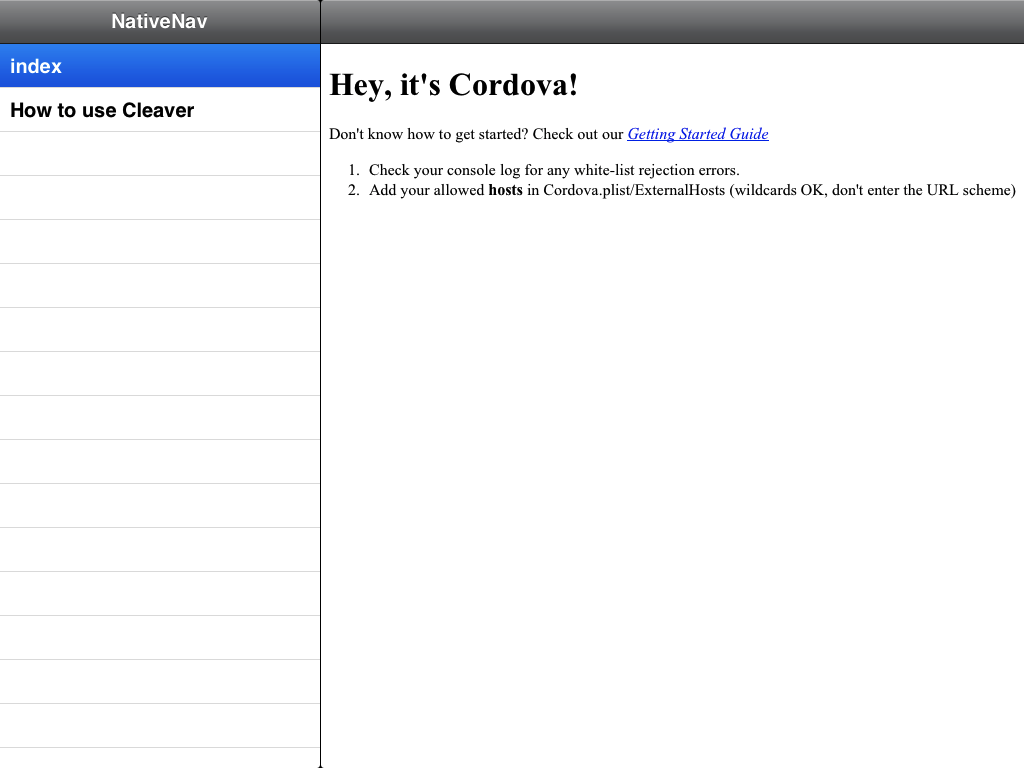 NativeNav
index
How to use Cleaver
Hey, it's Cordova!
Don't know how to get started? Check out our Getting Started Guide
1. Check your console log for any white-list rejection errors.
2. Add your allowed hosts in Cordova.plist/ExternalHosts (wildcards OK, don't enter the URL scheme)